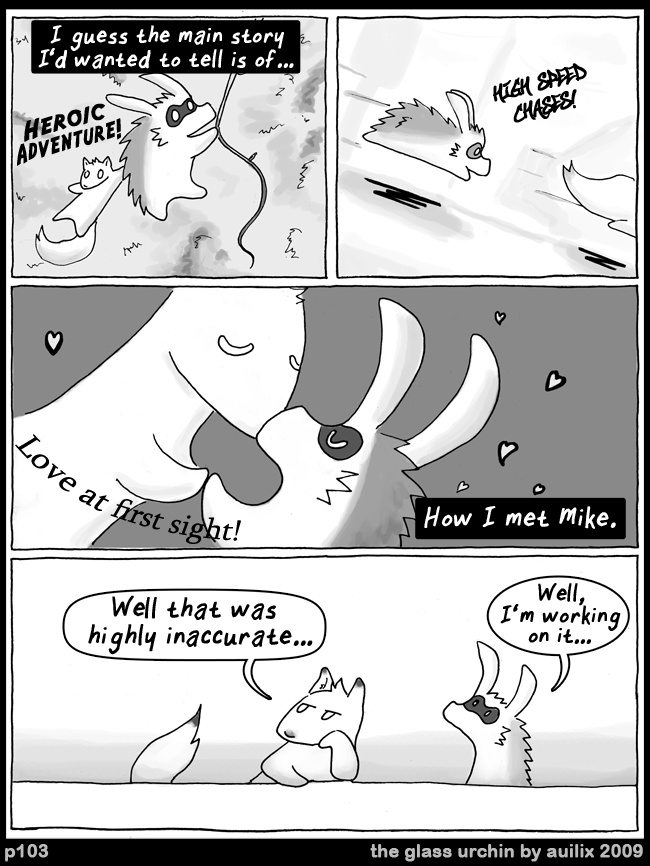 I guess the main story
I'd wanted to tell is of...
HEROIC
ADVENTURE!
HIGH SPEED
CHASES!
Love at first sight!
How I met Mike.
Well that was
highly inaccurate...
Well,
I'm working
on it...
p103
the glass urchin by auilix 2009